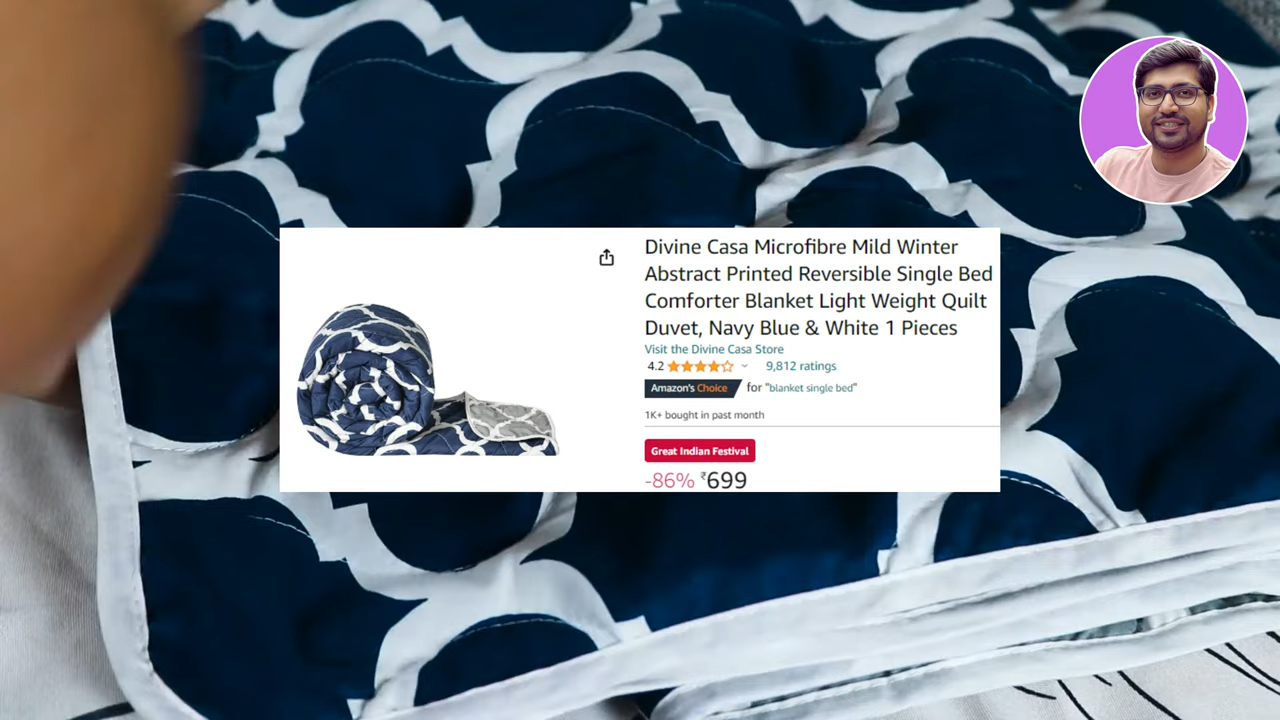 Divine Casa Microfibre Mild Winter
Abstract Printed Reversible Single Bed
Comforter Blanket Light Weight Quilt
Duvet, Navy Blue & White 1 Pieces
Visit the Divine Casa Store
4.2 9,812 ratings
Amazon's Choice for "blanket single bed"
1K+ bought in past month
Great Indian Festival
-86% ₹699